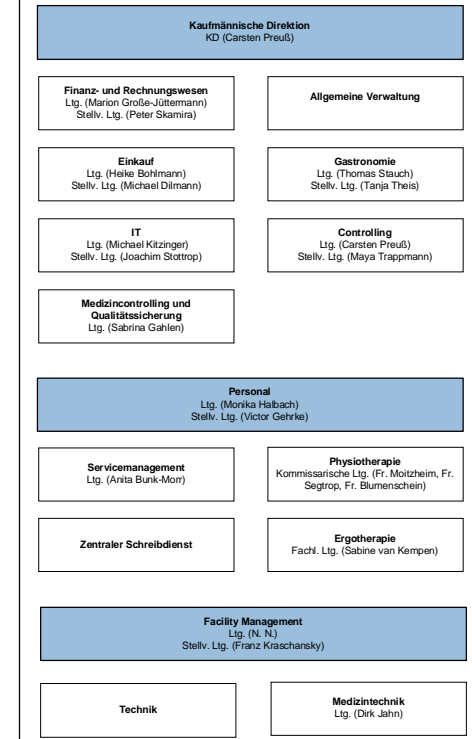 Kaufmännische Direktion
KD (Carsten Preuß)
Finanz- und Rechnungswesen
Ltg. (Marion Große-Jüttermann)
Stellv. Ltg. (Peter Skamira)
Allgemeine Verwaltung
Einkauf
Ltg. (Heike Bohlmann)
Stellv. Ltg. (Michael Dilmann)
Gastronomie
Ltg. (Thomas Stauch)
Stellv. Ltg. (Tanja Theis)
IT
Ltg. (Michael Kitzinger)
Stellv. Ltg. (Joachim Stottrop)
Controlling
Ltg. (Carsten Preuß)
Stellv. Ltg. (Maya Trappmann)
Medizincontrolling und
Qualitätssicherung
Ltg. (Sabrina Gahlen)
Personal
Ltg. (Monika Halbach)
Stellv. Ltg. (Victor Gehrke)
Servicemanagement
Ltg. (Anita Bunk-Morr)
Physiotherapie
Kommissarische Ltg. (Fr. Moitzheim, Fr.
Segtrop, Fr. Blumenschein)
Zentraler Schreibdienst
Ergotherapie
Fachl. Ltg. (Sabine van Kempen)
Facility Management
Ltg. (N. N.)
Stellv. Ltg. (Franz Kraschansky)
Technik
Medizintechnik
Ltg. (Dirk Jahn)